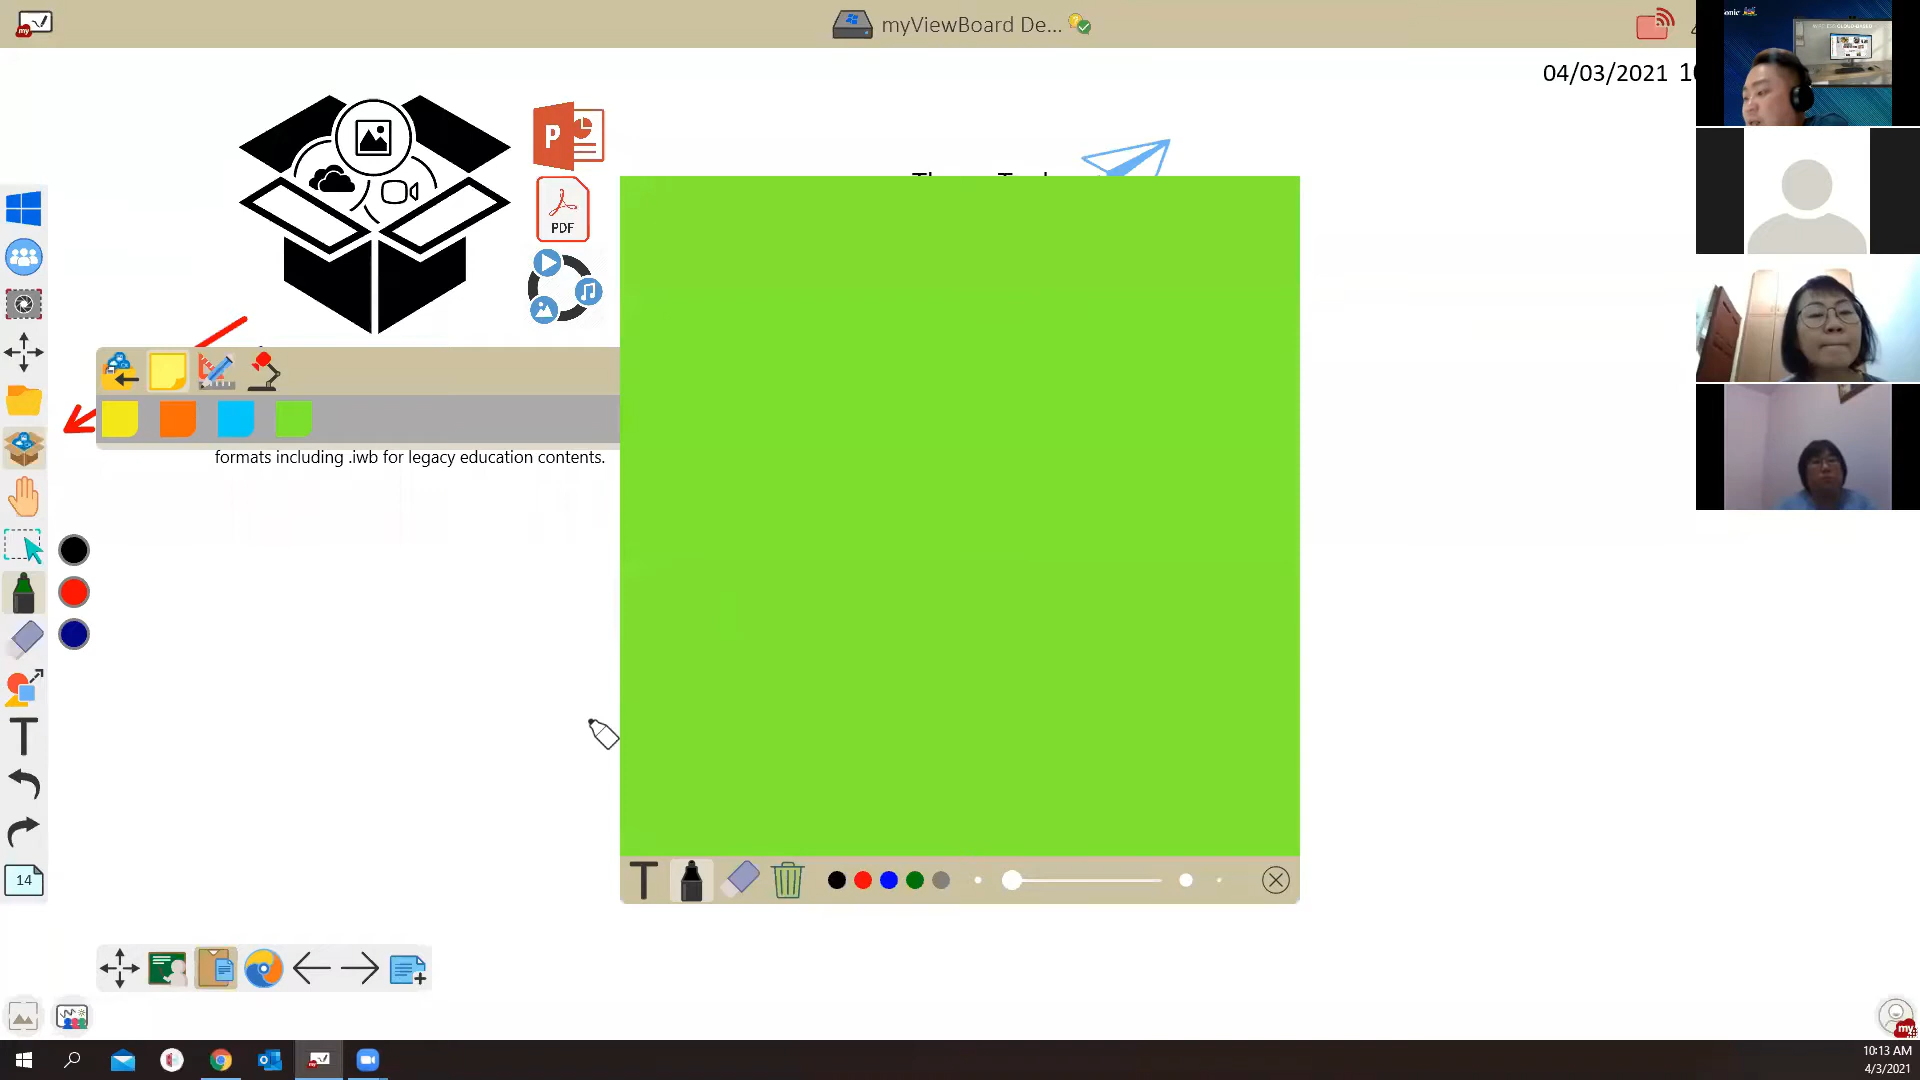 myViewBoard De...
04/03/2021
P
PDF
formats including .iwb for legacy education contents.
T
14
T
my
10:13 AM
4/3/2021